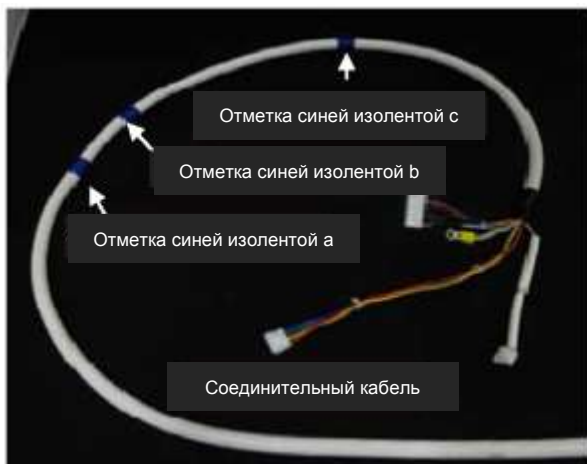 Отметка синей изолентой c
Отметка синей изолентой b
Отметка синей изолентой a
Соединительный кабель